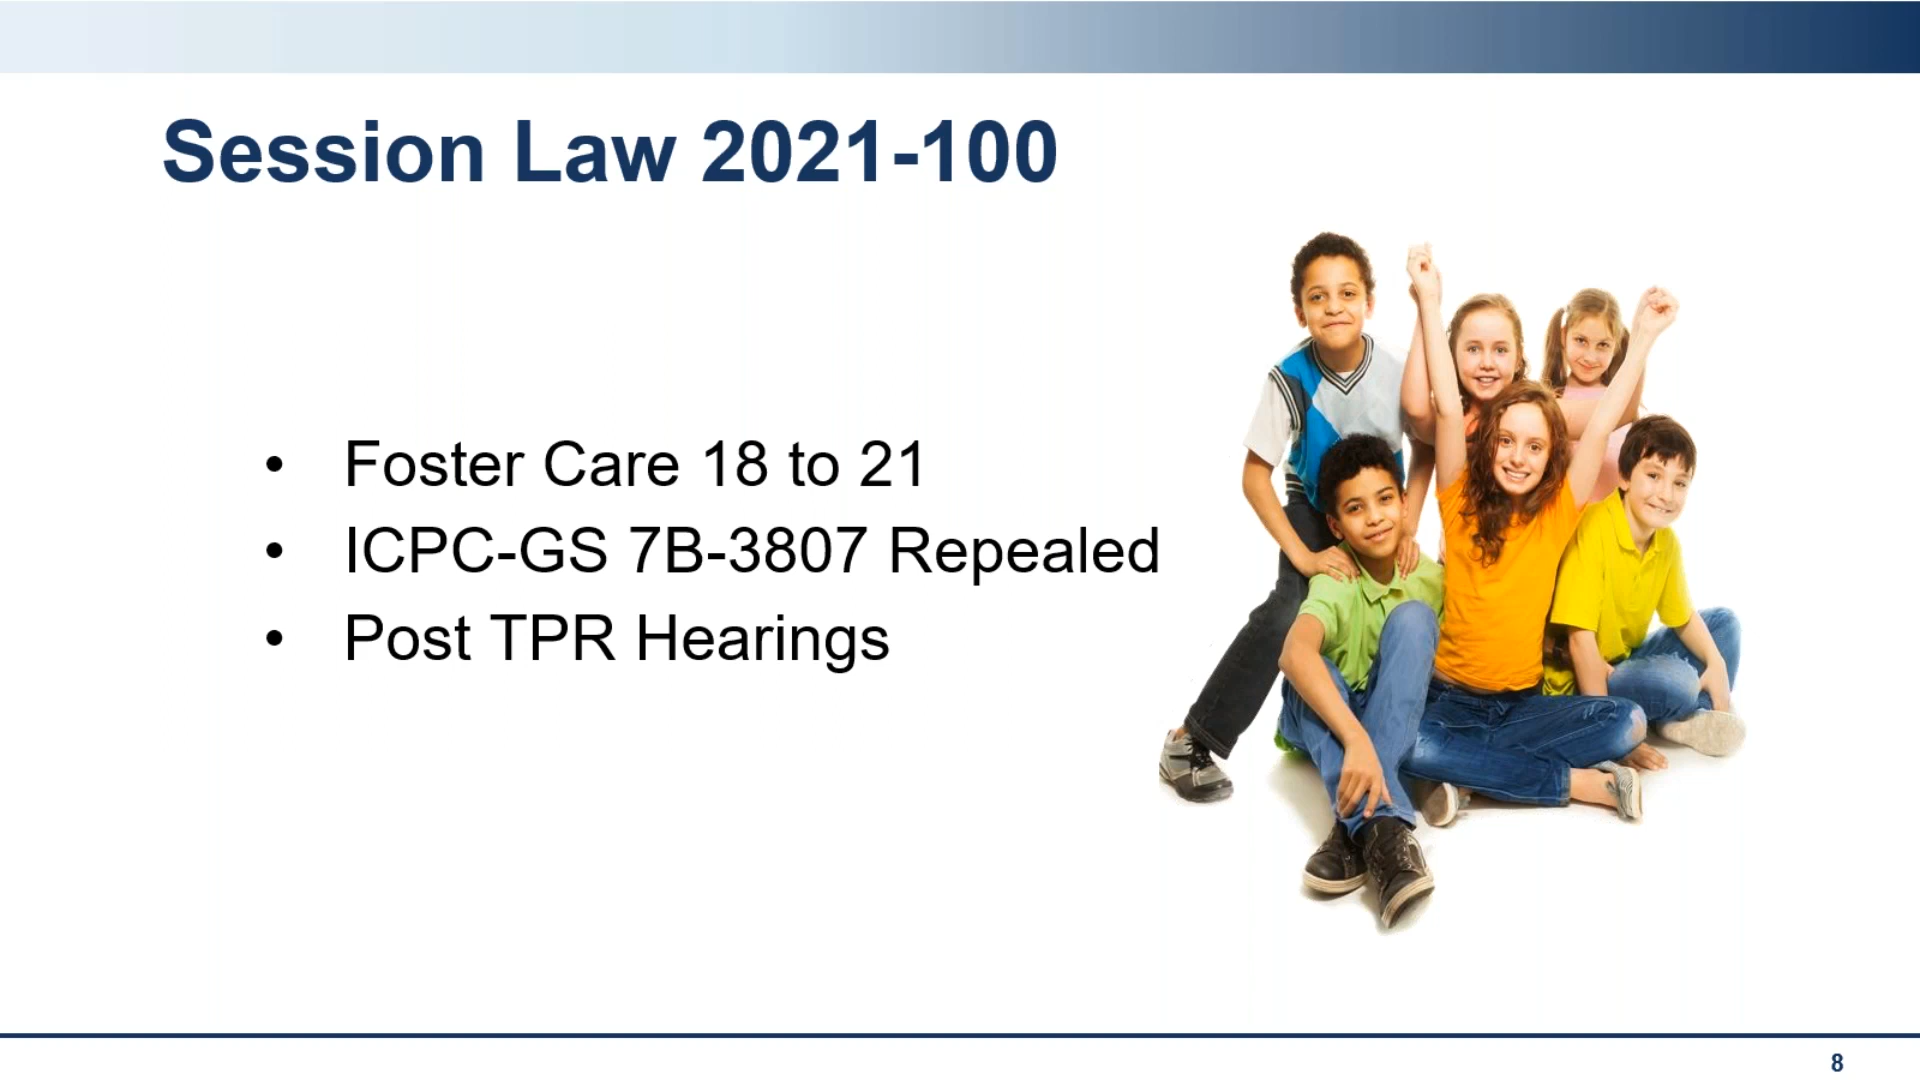 Session Law 2021-100
• Foster Care 18 to 21
• ICPC-GS 7B-3807 Repealed
• Post TPR Hearings
8